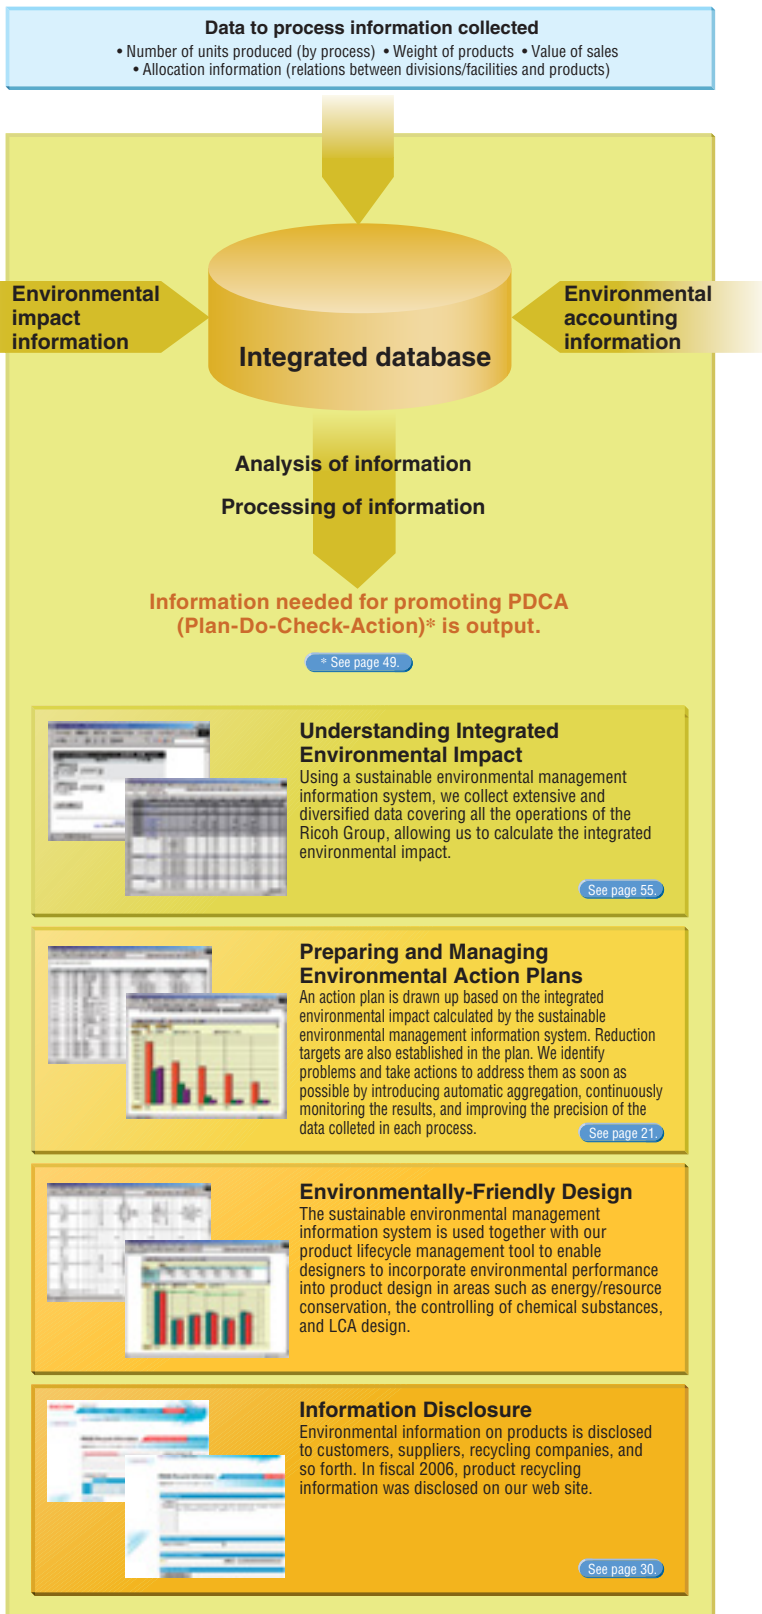 Data to process information collected
• Number of units produced (by process) • Weight of products • Value of sales
• Allocation information (relations between divisions/facilities and products)
Environmental
impact
information
Environmental
accounting
information
Integrated database
Analysis of information
Processing of information
Information needed for promoting PDCA
(Plan-Do-Check-Action)* is output.
* See page 49.
Understanding Integrated
Environmental Impact
Using a sustainable environmental management
information system, we collect extensive and
diversified data covering all the operations of the
Ricoh Group, allowing us to calculate the integrated
environmental impact.
See page 55.
Preparing and Managing
Environmental Action Plans
An action plan is drawn up based on the integrated
environmental impact calculated by the sustainable
environmental management information system. Reduction
targets are also established in the plan. We identify
problems and take actions to address them as soon as
possible by introducing automatic aggregation, continuously
monitoring the results, and improving the precision of the
data colleted in each process.
See page 21.
Environmentally-Friendly Design
The sustainable environmental management
information system is used together with our
product lifecycle management tool to enable
designers to incorporate environmental performance
into product design in areas such as energy/resource
conservation, the controlling of chemical substances,
and LCA design.
Information Disclosure
Environmental information on products is disclosed
to customers, suppliers, recycling companies, and
so forth. In fiscal 2006, product recycling
information was disclosed on our web site.
See page 30.